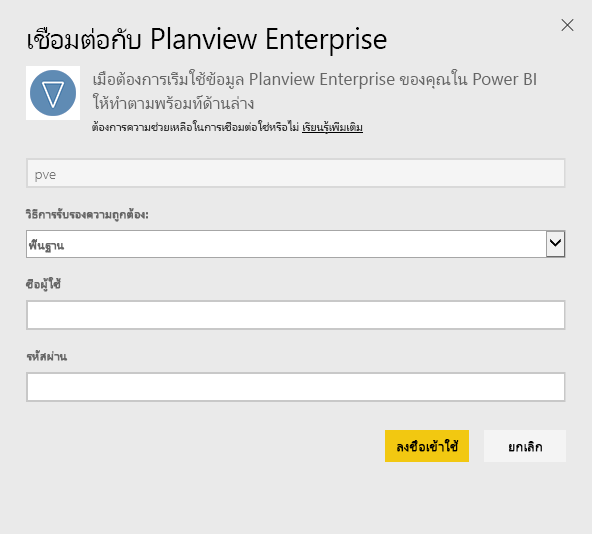 เชื่อมต่อกับ Planview Enterprise
เมื่อต้องการเริ่มใช้ข้อมูล Planview Enterprise ของคุณใน Power BI
ให้ทำตามพร้อมท์ด้านล่าง
ต้องการความช่วยเหลือในการเชื่อมต่อใช่หรือไม่ เรียนรู้เพิ่มเติม
pve
วิธีการรับรองความถูกต้อง:
พื้นฐาน
ชื่อผู้ใช้
รหัสผ่าน
ลงชื่อเข้าใช้ ยกเลิก